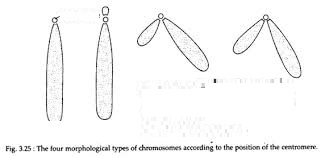 Fig. 3.25 : The four morphological types of chromosomes according to the position of the centromere.